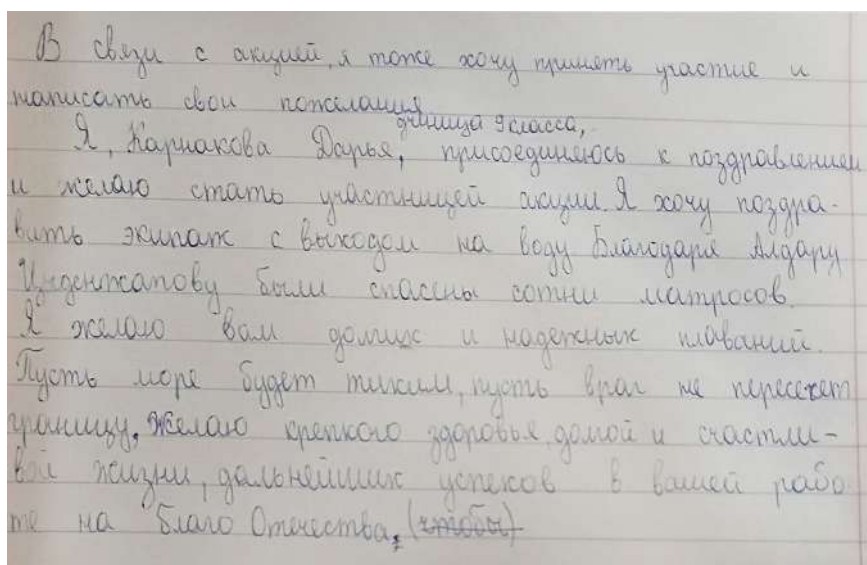 В связи с акцией, я тоже хочу принять участие и
написать свои пожелания.
ученица 9 класса,
Я, Карнакова Дарья, присоединяюсь к поздравлением
и желаю стать участницей акции. Я хочу поздра-
вить экипаж с выходом на воду Благодаря Алдару
Цыденжапову были спасены сотни матросов.
Я желаю вам долгих и надежных плаваний.
Пусть море будет тихим, пусть враг не пересечет
границу, Желаю крепкого здоровья, долгой и счастли-
вой жизни, дальнейших успехов в вашей рабо
те на благо Отечества. (чтобы)